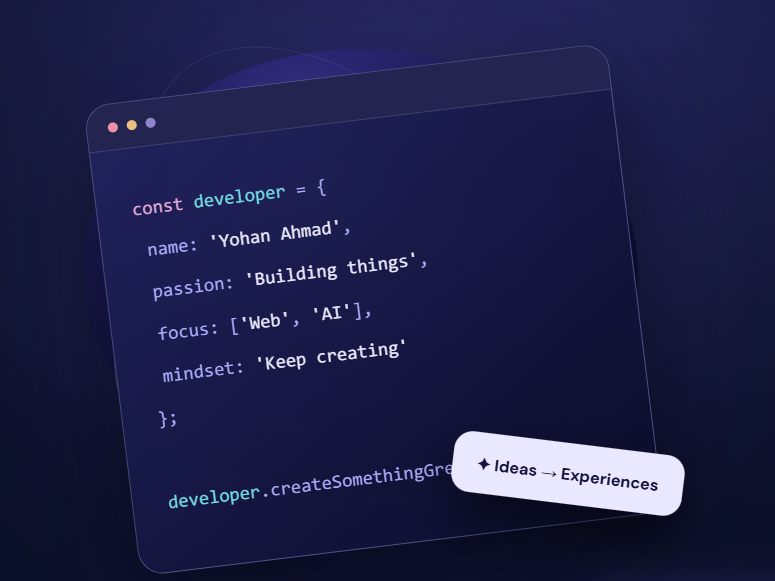 const developer = {
name: 'Yohan Ahmad',
passion: 'Building things',
focus: ['Web', 'AI'],
mindset: 'Keep creating'
};
developer.createSomethingGre
✦ Ideas → Experiences